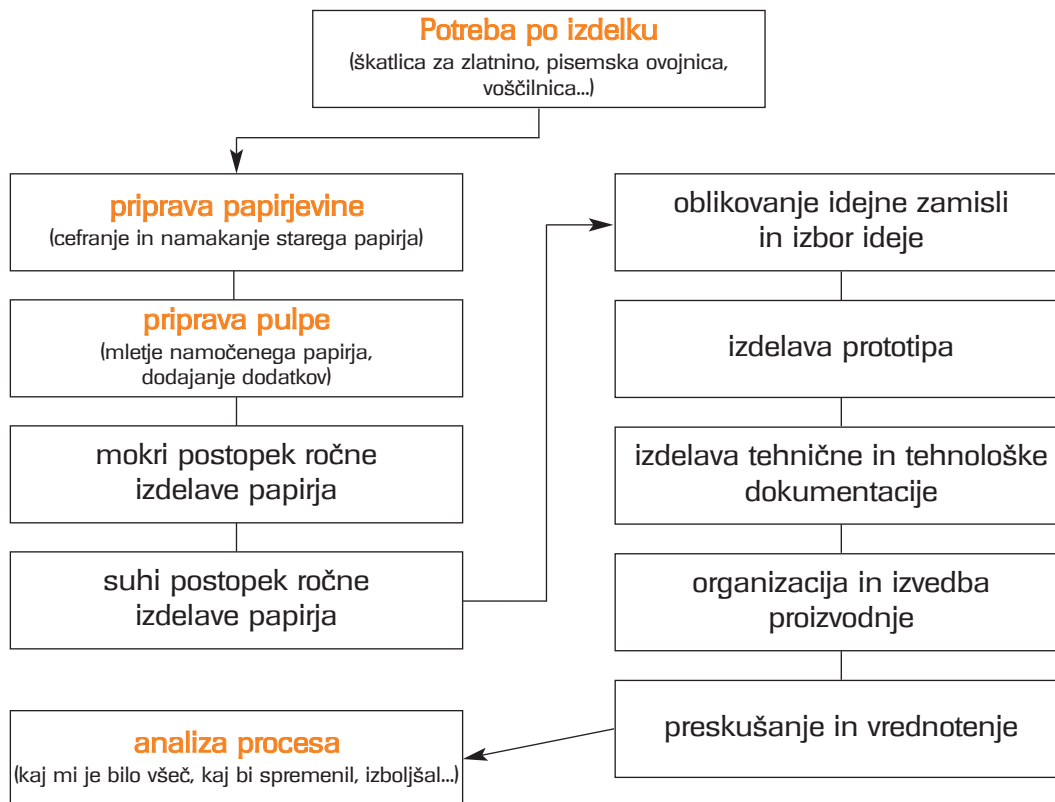 Potreba po izdelku
(škatlica za zlatnino, pisemska ovojnica,
voščilnica...)
priprava papirjevine
(cefranje in namakanje starega papirja)
priprava pulpe
(mletje namočenega papirja,
dodajanje dodatkov)
mokri postopek ročne
izdelave papirja
suhi postopek ročne
izdelave papirja
oblikovanje idejne zamisli
in izbor ideje
izdelava prototipa
izdelava tehnične in tehnološke
dokumentacije
organizacija in izvedba
proizvodnje
preskušanje in vrednotenje
analiza procesa
(kaj mi je bilo všeč, kaj bi spremenil, izboljšal...)